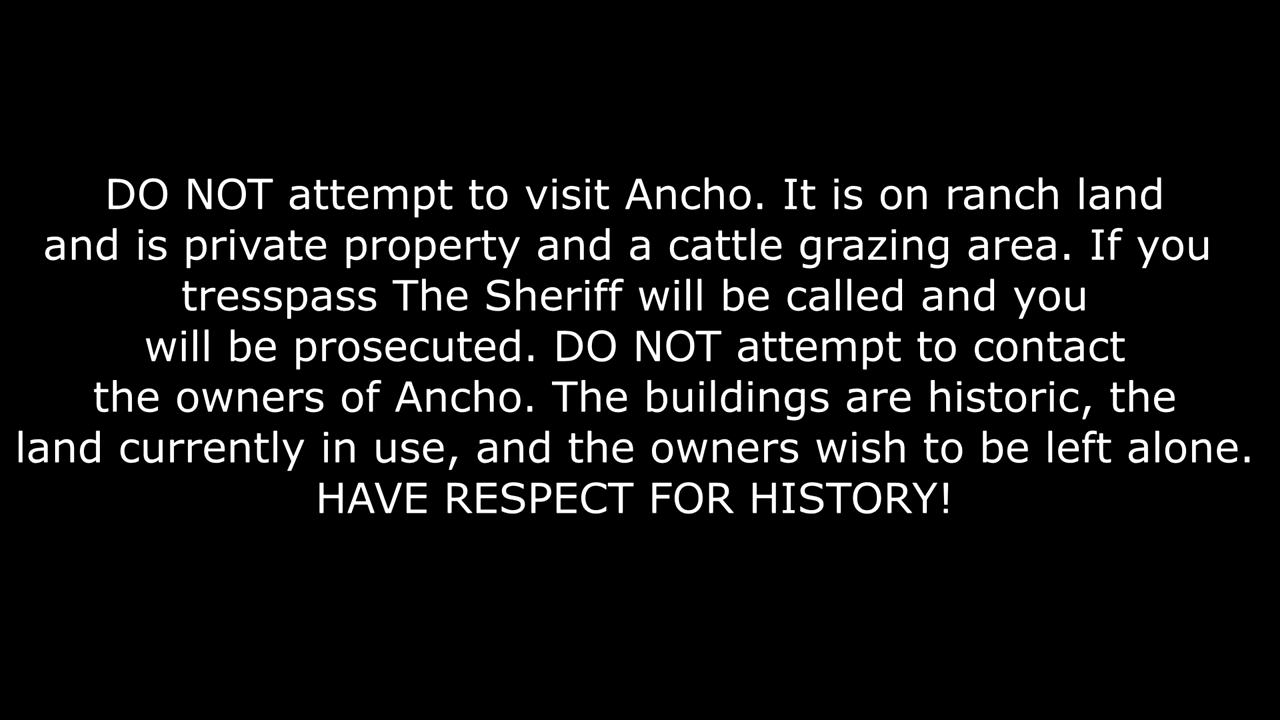 DO NOT attempt to visit Ancho. It is on ranch land
and is private property and a cattle grazing area. If you
tresspass The Sheriff will be called and you
will be prosecuted. DO NOT attempt to contact
the owners of Ancho. The buildings are historic, the
land currently in use, and the owners wish to be left alone.
HAVE RESPECT FOR HISTORY!